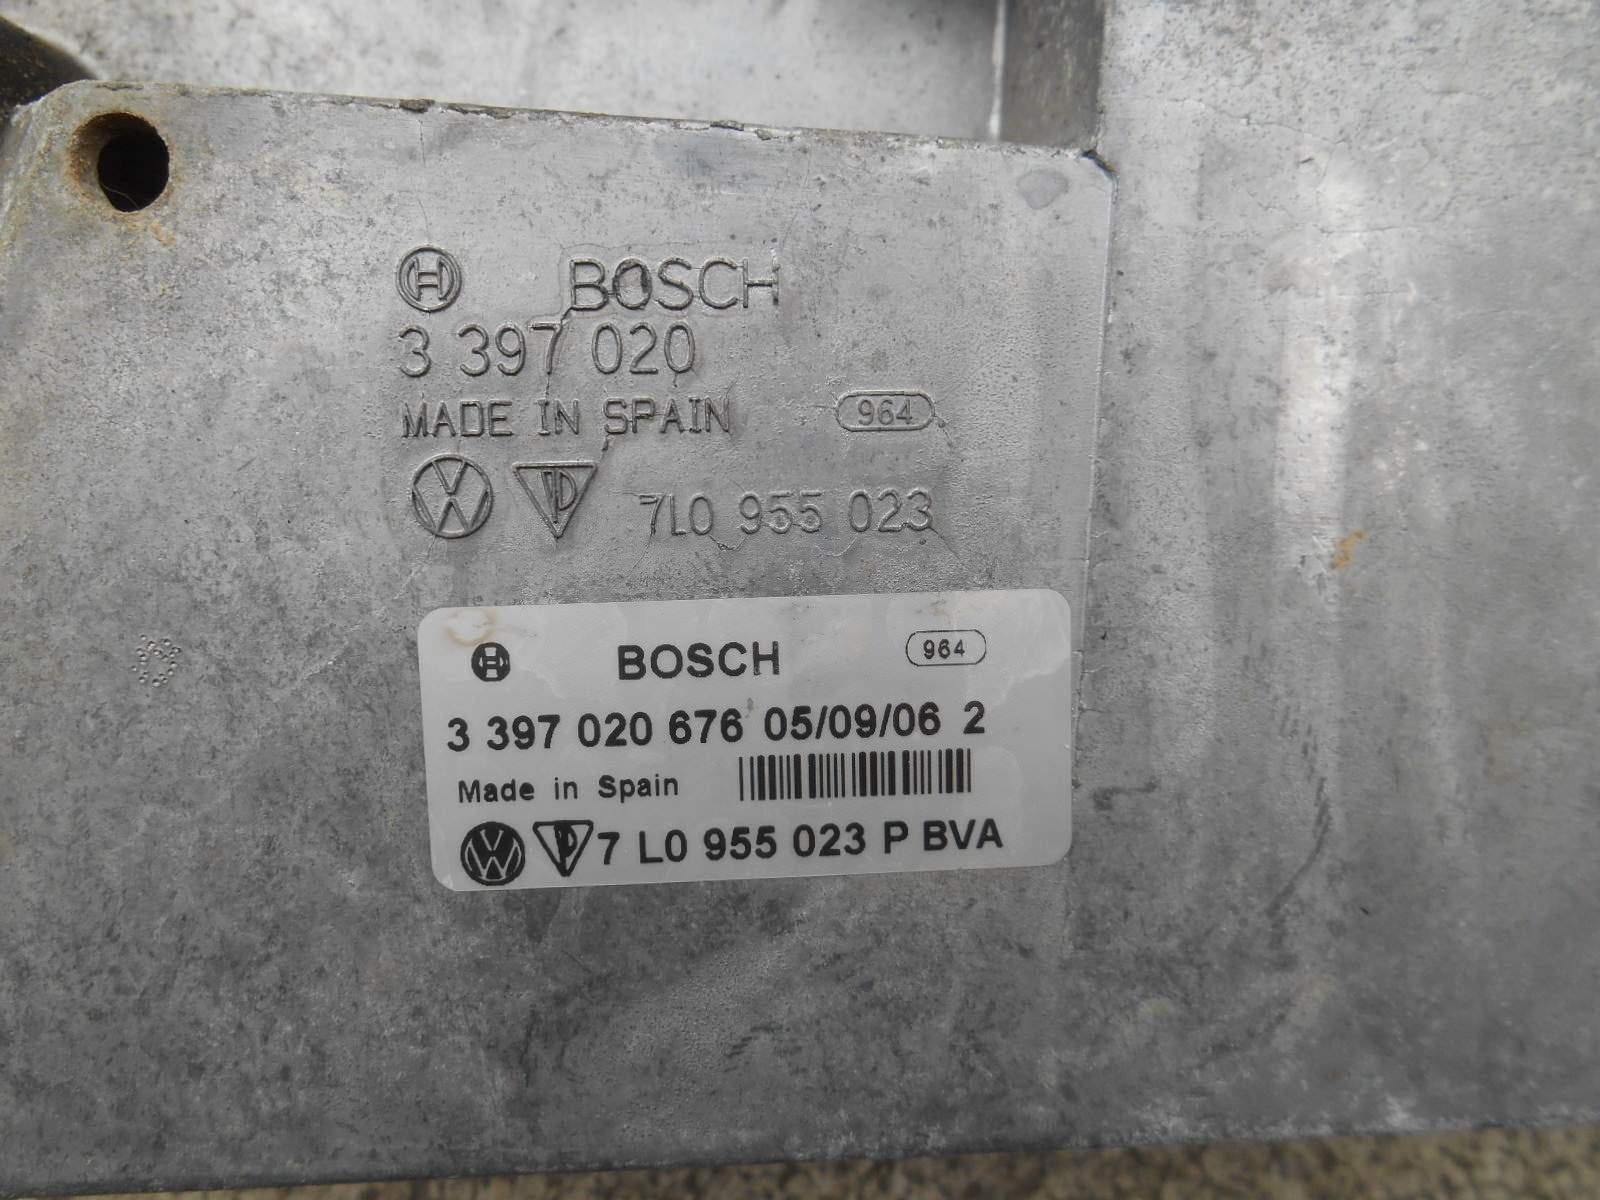 BOSCH
3 397 020
MADE IN SPAIN 964
7L0 955 023
BOSCH 964
3 397 020 676 05/09/06 2
Made in Spain
7 L0 955 023 P BVA